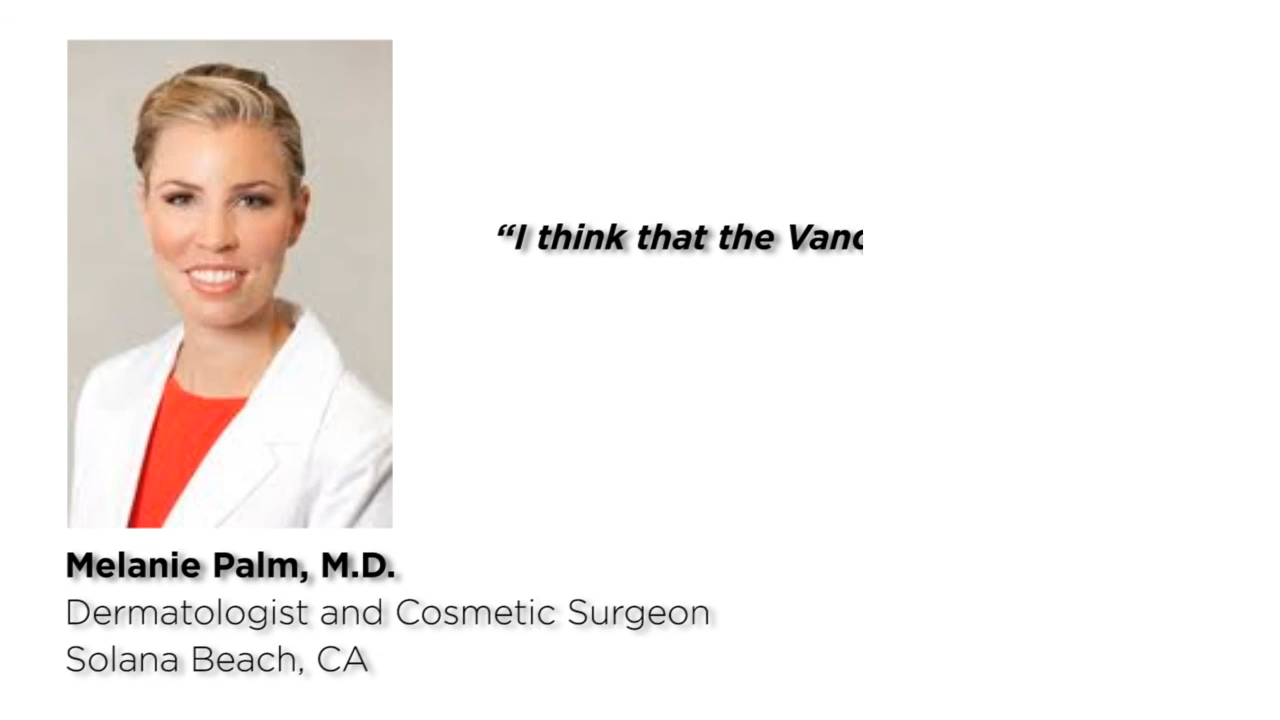 “I think that the
Melanie Palm, M.D.
Dermatologist and Cosmetic Surgeon
Solana Beach, CA